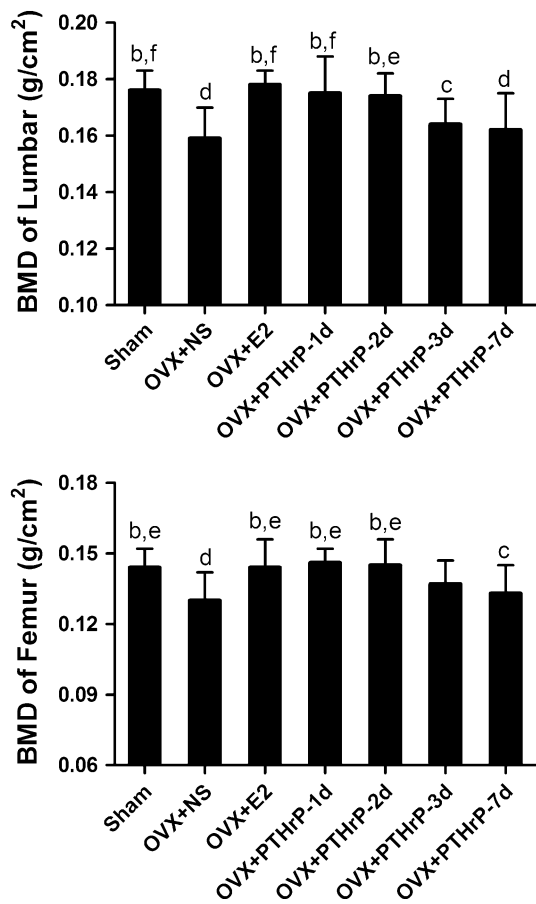 BMD of Lumbar (g/cm²)
0.20
0.18
0.16
0.14
0.12
0.10
b,f
d
b,f
b,f
b,e
c
d
Sham
OVX+NS
OVX+E2
OVX+PTHrP-1d
OVX+PTHrP-2d
OVX+PTHrP-3d
OVX+PTHrP-7d
BMD of Femur (g/cm²)
0.18
0.15
0.12
0.09
0.06
b,e
d
b,e
b,e
b,e
c
Sham
OVX+NS
OVX+E2
OVX+PTHrP-1d
OVX+PTHrP-2d
OVX+PTHrP-3d
OVX+PTHrP-7d